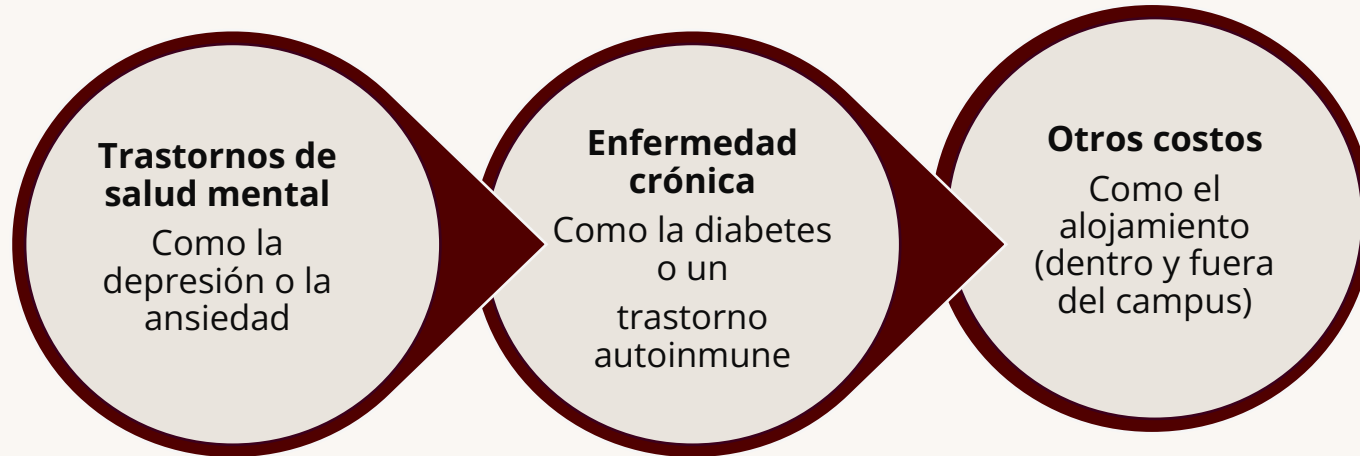 Trastornos de
salud mental
Como la
depresión o la
ansiedad
Enfermedad
crónica
Como la diabetes
o un
trastorno
autoinmune
Otros costos
Como el
alojamiento
(dentro y fuera
del campus)